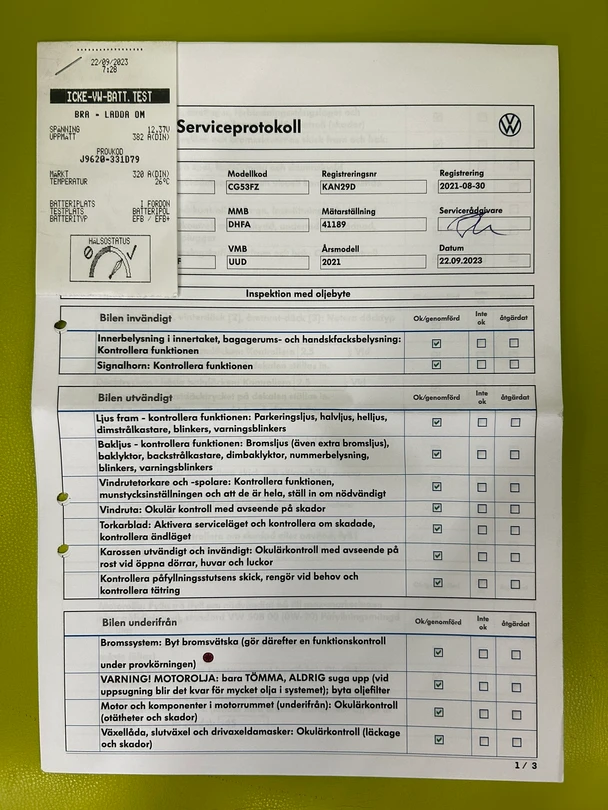 22/09/2023
7:28
ICKE-VW-BATT. TEST
BRA - LADDA OM
SPÄNNING 12.37V
UPPMÄTT 382 A(DIN)
PROVKOD
J9620-331D79
MÄRKT 320 A(DIN)
TEMPERATUR 26°C
BATTERIPLATS I FORDON
TESTPLATS BATTERIPOL
BATTERITYP EFB / EFB+
HÄLSOSTATUS
Serviceprotokoll
Modellkod Registreringsnr Registrering
CG53FZ KAN29D 2021-08-30
MMB Mätarställning Servicerådgivare
DHFA 41189
VMB Årsmodell Datum
F UUD 2021 22.09.2023
Inspektion med oljebyte
Bilen invändigt Ok/genomförd Inte ok åtgärdat
Innerbelysning i innertaket, bagagerums- och handskfacksbelysning:
Kontrollera funktionen
Signalhorn: Kontrollera funktionen
Bilen utvändigt Ok/genomförd Inte ok åtgärdat
Ljus fram - kontrollera funktionen: Parkeringsljus, halvljus, helljus,
dimstrålkastare, blinkers, varningsblinkers
Bakljus - kontrollera funktionen: Bromsljus (även extra bromsljus),
baklyktor, backstrålkastare, dimbaklyktor, nummerbelysning,
blinkers, varningsblinkers
Vindrutetorkare och -spolare: Kontrollera funktionen,
munstycksinställningen och att de är hela, ställ in om nödvändigt
Vindruta: Okulär kontroll med avseende på skador
Torkarblad: Aktivera serviceläget och kontrollera om skadade,
kontrollera ändläget
Karossen utvändigt och invändigt: Okulärkontroll med avseende på
rost vid öppna dörrar, huvar och luckor
Kontrollera påfyllningsstutsens skick, rengör vid behov och
kontrollera tätring
Bilen underifrån Ok/genomförd Inte ok åtgärdat
Bromssystem: Byt bromsvätska (gör därefter en funktionskontroll
under provkörningen)
VARNING! MOTOROLJA: bara TÖMMA, ALDRIG suga upp (vid
uppsugning blir det kvar för mycket olja i systemet); byta oljefilter
Motor och komponenter i motorrummet (underifrån): Okulärkontroll
(otätheter och skador)
Växellåda, slutväxel och drivaxeldamasker: Okulärkontroll (läckage
och skador)
1 / 3